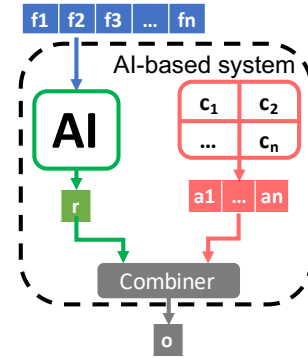 f1 f2 f3 ... fn
AI-based system
AI
c1 c2
... cn
r
a1 ... an
Combiner
o